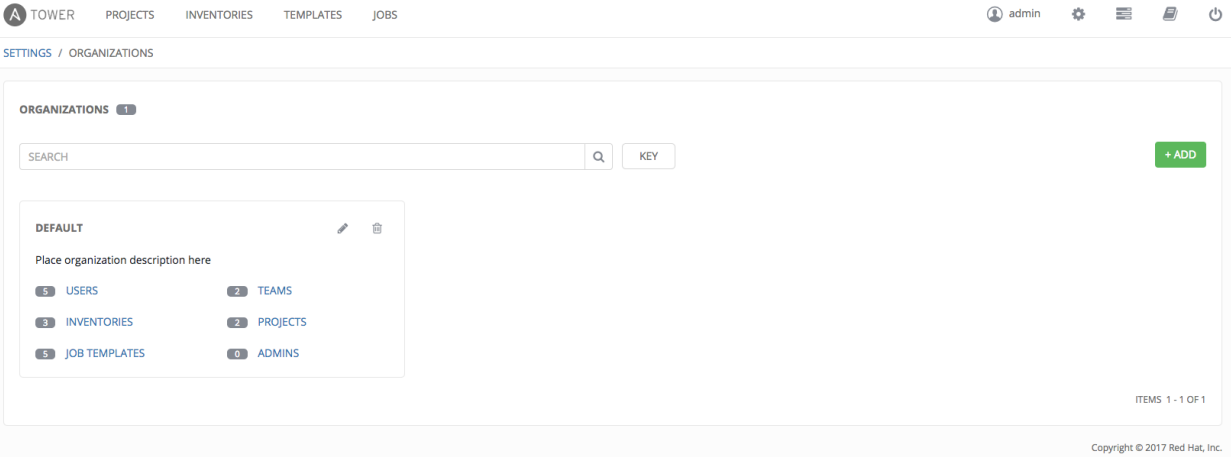 A TOWER PROJECTS INVENTORIES TEMPLATES JOBS admin
SETTINGS / ORGANIZATIONS
ORGANIZATIONS 1
SEARCH KEY + ADD
DEFAULT
Place organization description here
5 USERS 2 TEAMS
3 INVENTORIES 2 PROJECTS
5 JOB TEMPLATES 0 ADMINS
ITEMS 1 - 1 OF 1
Copyright © 2017 Red Hat, Inc.